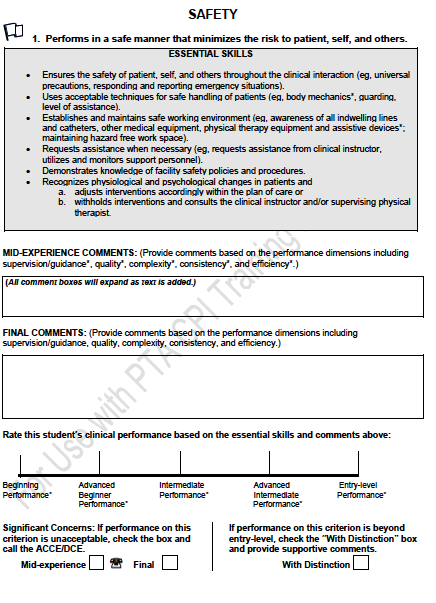 SAFETY
1. Performs in a safe manner that minimizes the risk to patient, self, and others.
ESSENTIAL SKILLS
• Ensures the safety of patient, self, and others throughout the clinical interaction (eg, universal
precautions, responding and reporting emergency situations).
• Uses acceptable techniques for safe handling of patients (eg, body mechanics*, guarding,
level of assistance).
• Establishes and maintains safe working environment (eg, awareness of all indwelling lines
and catheters, other medical equipment, physical therapy equipment and assistive devices*;
maintaining hazard free work space).
• Requests assistance when necessary (eg, requests assistance from clinical instructor,
utilizes and monitors support personnel).
• Demonstrates knowledge of facility safety policies and procedures.
• Recognizes physiological and psychological changes in patients and
a. adjusts interventions accordingly within the plan of care or
b. withholds interventions and consults the clinical instructor and/or supervising physical
therapist.
MID-EXPERIENCE COMMENTS: (Provide comments based on the performance dimensions including
supervision/guidance*, quality*, complexity*, consistency*, and efficiency*.)
(All comment boxes will expand as text is added.)
FINAL COMMENTS: (Provide comments based on the performance dimensions including
supervision/guidance, quality, complexity, consistency, and efficiency.)
For Use with PTA CPI Training
Rate this student's clinical performance based on the essential skills and comments above:
Beginning Performance*
Advanced Beginner Performance*
Intermediate Performance*
Advanced Intermediate Performance*
Entry-level Performance*
Significant Concerns: If performance on this
criterion is unacceptable, check the box and
call the ACCE/DCE.
Mid-experience ☎ Final
If performance on this criterion is beyond
entry-level, check the "With Distinction" box
and provide supportive comments.
With Distinction